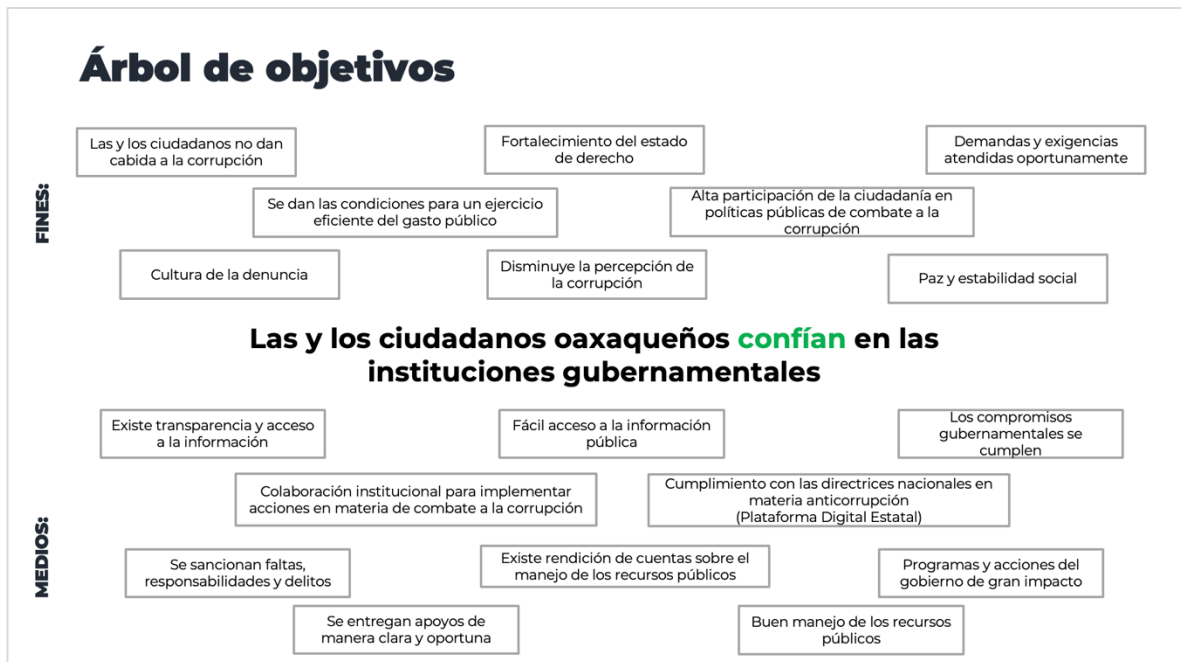 Árbol de objetivos
Las y los ciudadanos no dan
cabida a la corrupción
Fortalecimiento del estado
de derecho
Demandas y exigencias
atendidas oportunamente
FINES:
Se dan las condiciones para un ejercicio
eficiente del gasto público
Alta participación de la ciudadanía en
políticas públicas de combate a la
corrupción
Cultura de la denuncia
Disminuye la percepción de
la corrupción
Paz y estabilidad social
Las y los ciudadanos oaxaqueños confían en las
instituciones gubernamentales
Existe transparencia y acceso
a la información
Fácil acceso a la información
pública
Los compromisos
gubernamentales se
cumplen
MEDIOS:
Colaboración institucional para implementar
acciones en materia de combate a la corrupción
Cumplimiento con las directrices nacionales en
materia anticorrupción
(Plataforma Digital Estatal)
Se sancionan faltas,
responsabilidades y delitos
Existe rendición de cuentas sobre el
manejo de los recursos públicos
Programas y acciones del
gobierno de gran impacto
Se entregan apoyos de
manera clara y oportuna
Buen manejo de los recursos
públicos